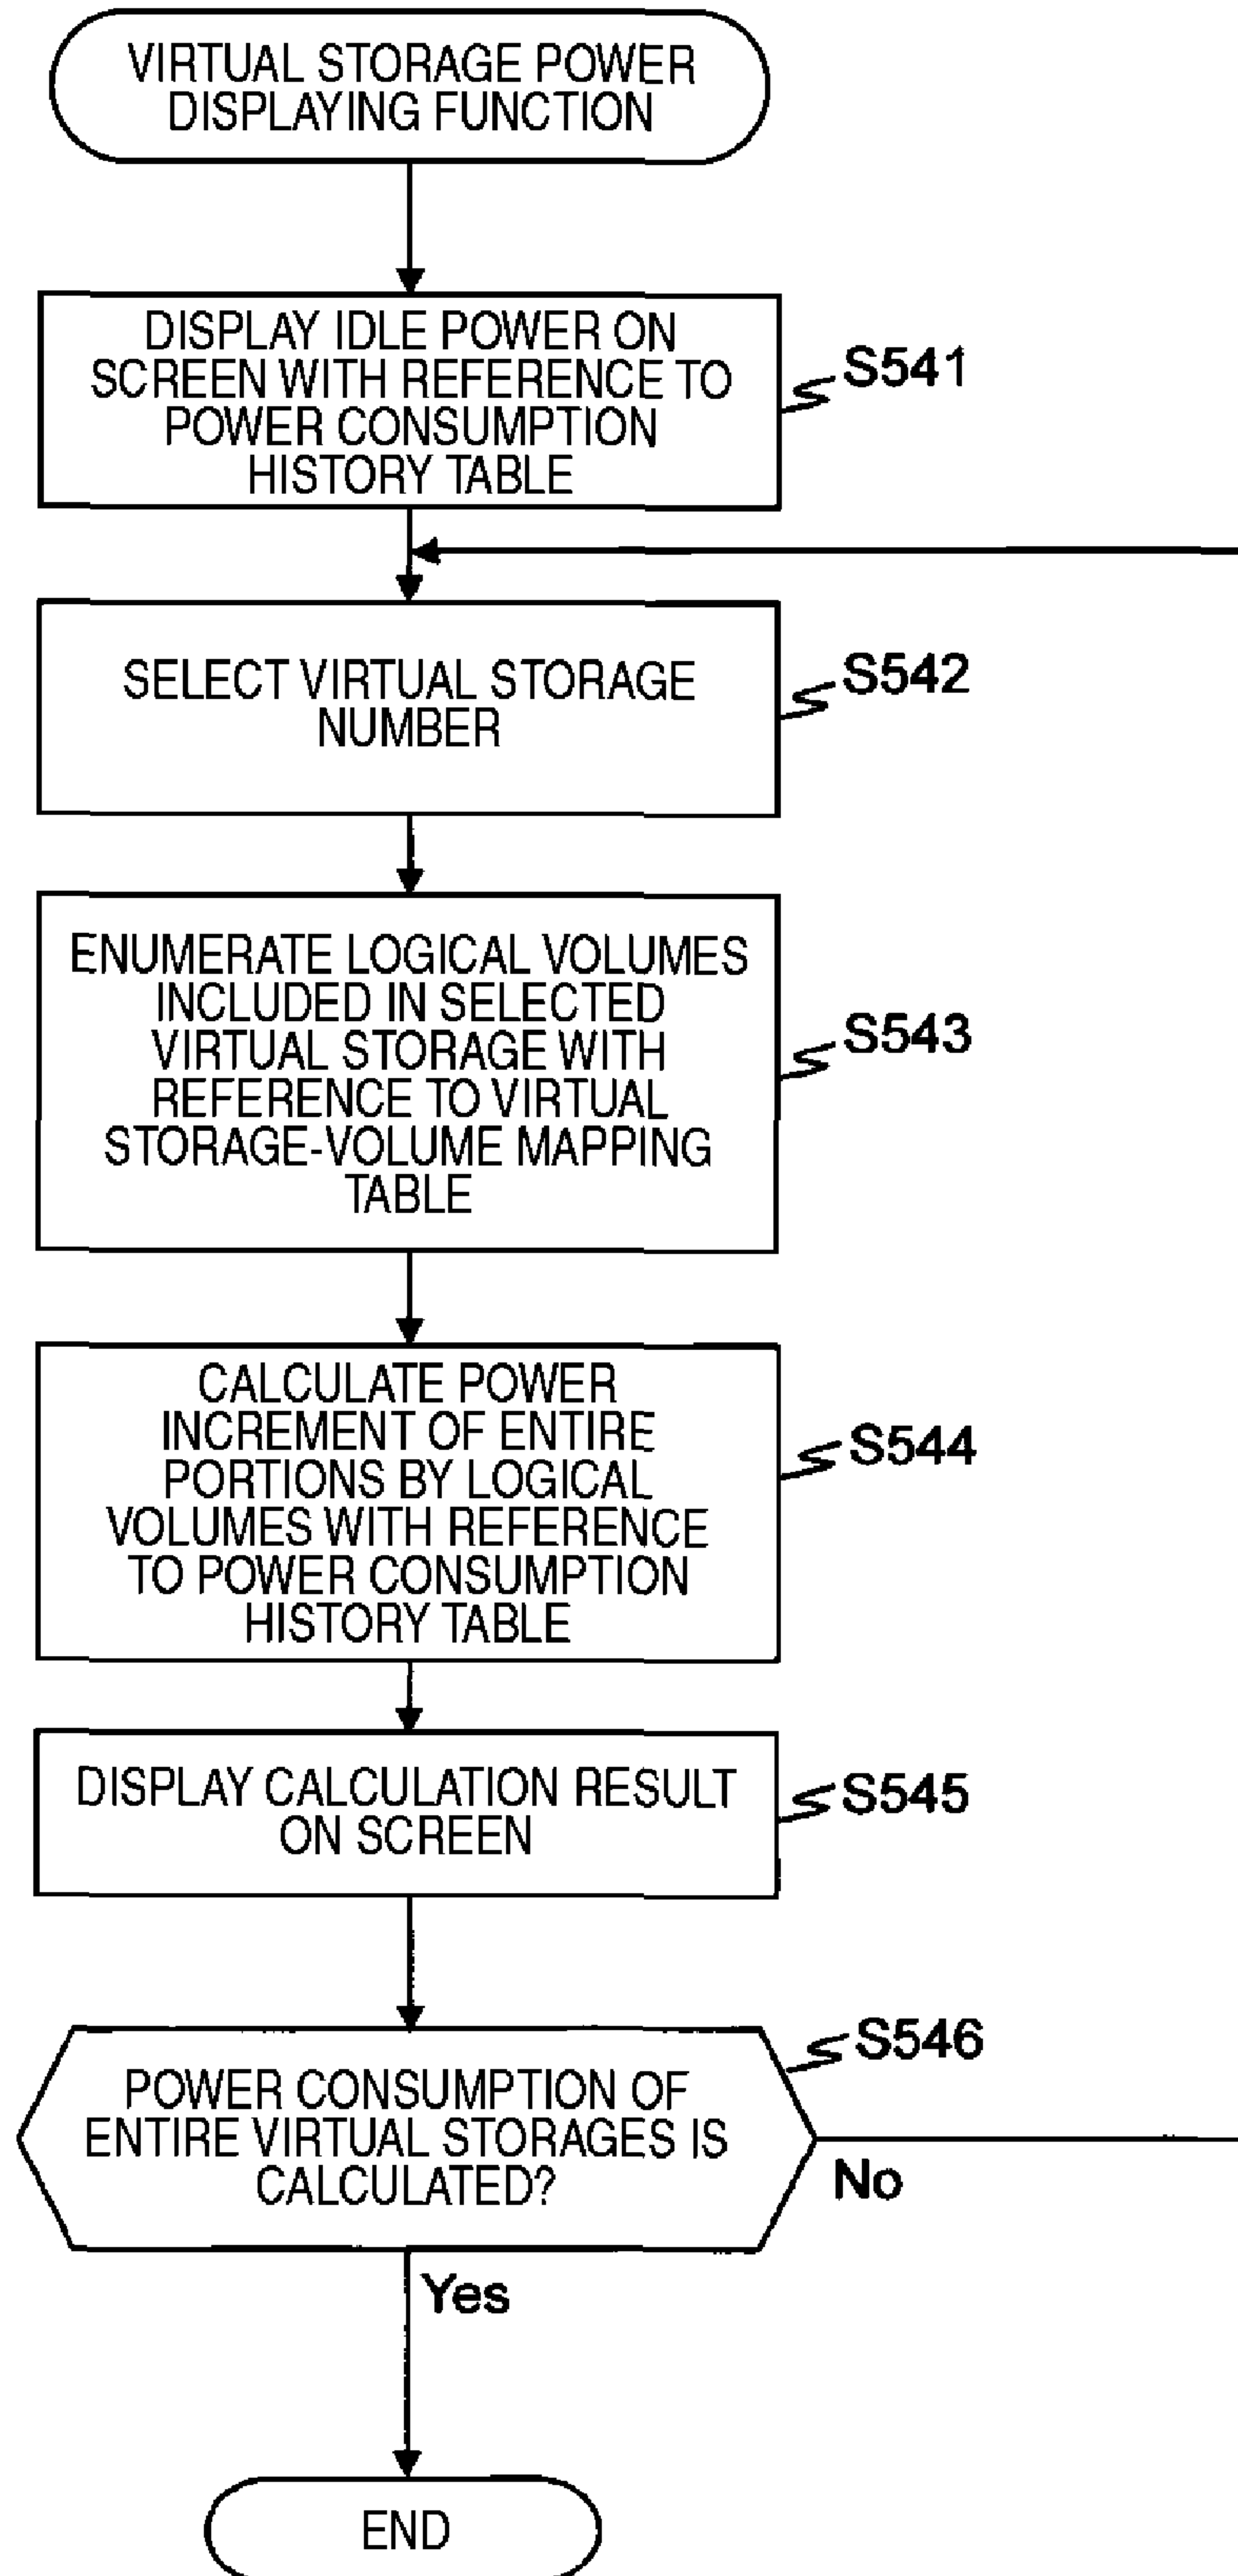 VIRTUAL STORAGE POWER
DISPLAYING FUNCTION
DISPLAY IDLE POWER ON
SCREEN WITH REFERENCE TO
POWER CONSUMPTION
HISTORY TABLE
S541
SELECT VIRTUAL STORAGE
NUMBER
S542
ENUMERATE LOGICAL VOLUMES
INCLUDED IN SELECTED
VIRTUAL STORAGE WITH
REFERENCE TO VIRTUAL
STORAGE-VOLUME MAPPING
TABLE
S543
CALCULATE POWER
INCREMENT OF ENTIRE
PORTIONS BY LOGICAL
VOLUMES WITH REFERENCE
TO POWER CONSUMPTION
HISTORY TABLE
S544
DISPLAY CALCULATION RESULT
ON SCREEN
S545
POWER CONSUMPTION OF
ENTIRE VIRTUAL STORAGES IS
CALCULATED?
S546
No
Yes
END